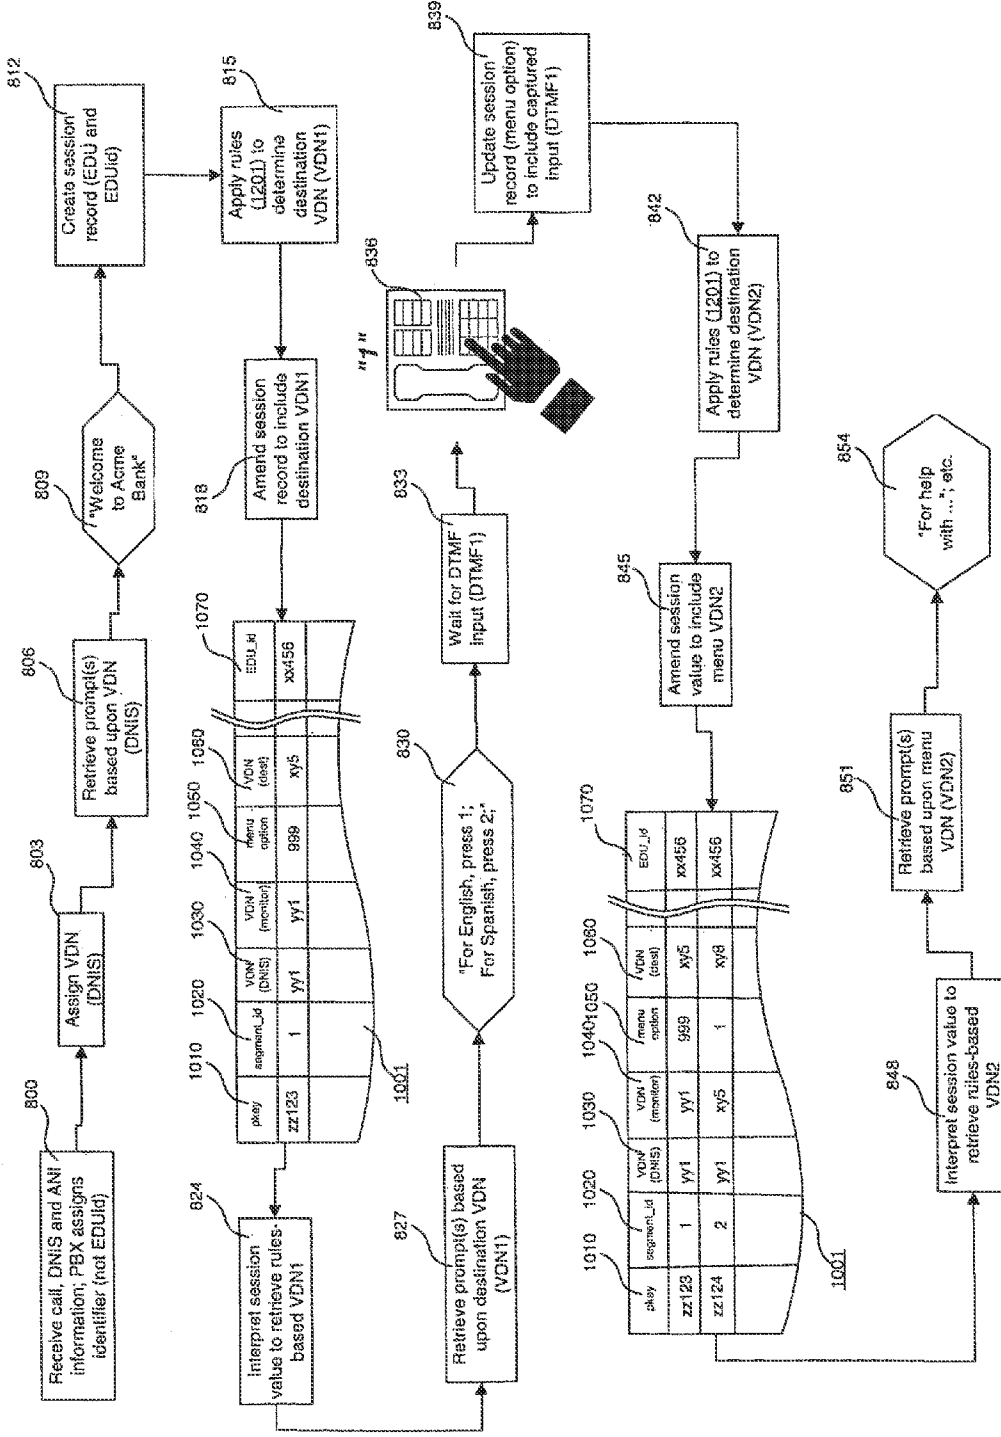 800
Receive call, DNIS and ANI
information; PBX assigns
identifier (not EDUid)
803
Assign VDN
(DNIS)
806
Retrieve prompt(s)
based upon VDN
(DNIS)
809
"Welcome
to Acme
Bank"
812
Create session
record (EDU and
EDUid)
815
Apply rules
(1201) to
determine
destination
VDN (VDN1)
818
Amend session
record to include
destination VDN1
1010 1020 1030 1040 1050 1060 1070
pkey segment_id VDN (DNIS) VDN (monitor) menu option VDN (dest) EDU_id
zz123 1 yy1 yy1 999 xy5 xx456
1001
824
Interpret session
value to retrieve rules-
based VDN1
827
Retrieve prompt(s) based
upon destination VDN
(VDN1)
830
"For English, press 1;
For Spanish, press 2;"
833
Wait for DTMF
input (DTMF1)
"1"
836
839
Update session
record (menu option)
to include captured
input (DTMF1)
842
Apply rules (1201) to
determine destination
VDN (VDN2)
845
Amend session
value to include
menu VDN2
1010 1020 1030 1040 1050 1060 1070
pkey segment_id VDN (DNIS) VDN (monitor) menu option VDN (dest) EDU_id
zz123 1 yy1 yy1 999 xy5 xx456
zz124 2 yy1 xy5 1 xy8 xx456
1001
848
Interpret session value to
retrieve rules-based
VDN2
851
Retrieve prompt(s)
based upon menu
VDN (VDN2)
854
"For help
with ..."; etc.